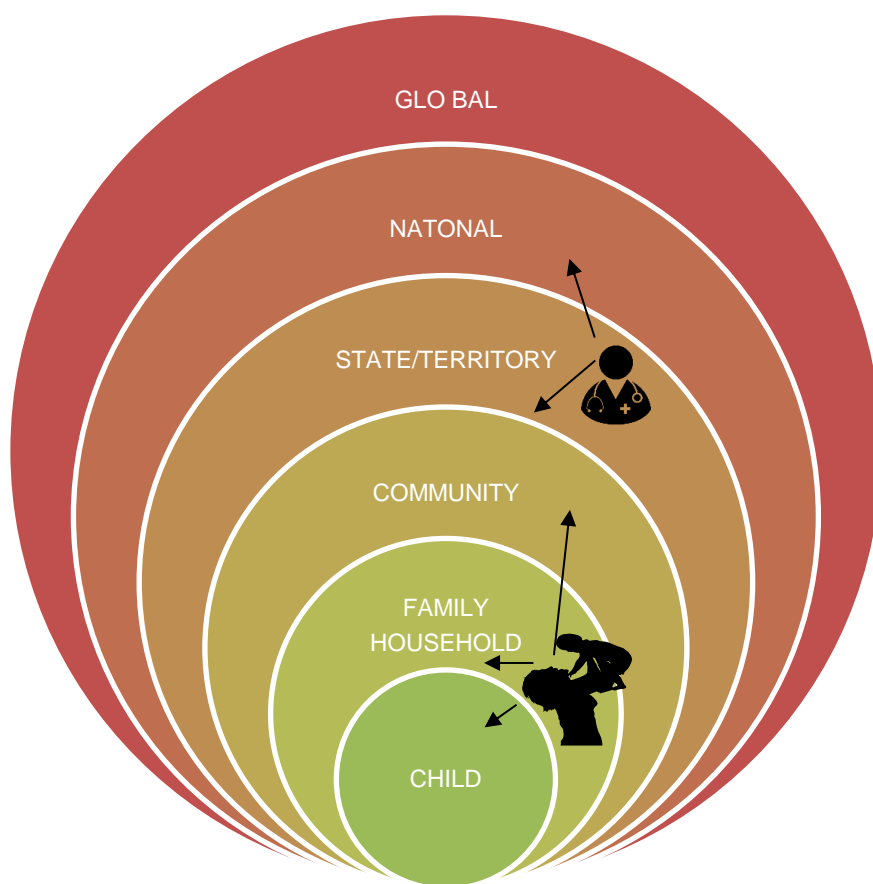 GLO BAL
NATONAL
STATE/TERRITORY
COMMUNITY
FAMILY
HOUSEHOLD
CHILD